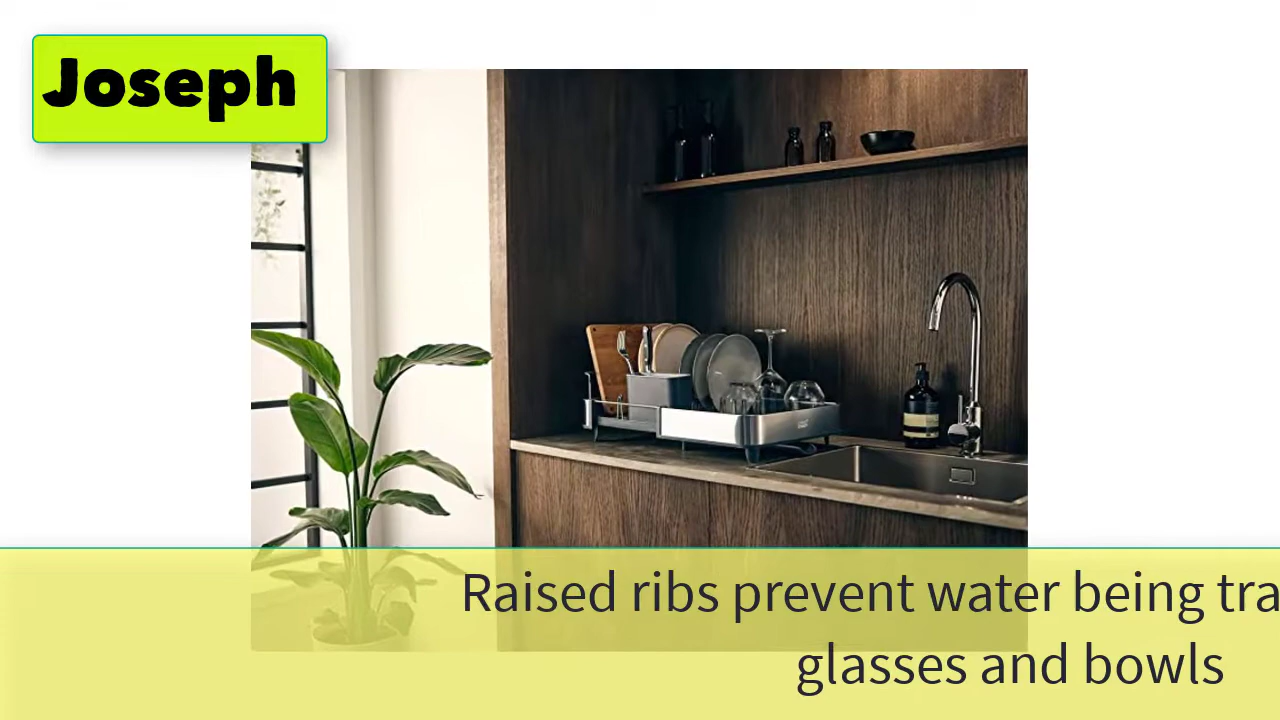 Joseph
Raised ribs prevent water being tra
glasses and bowls